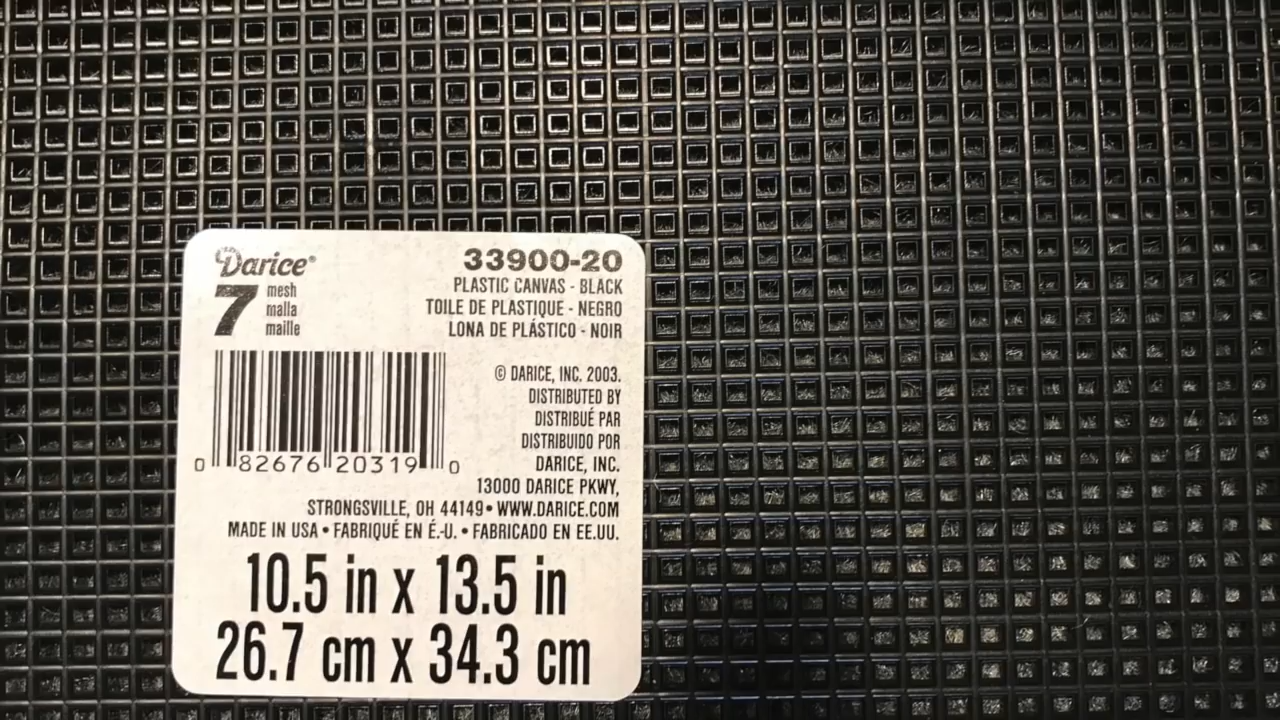 Darice®
33900-20
7 mesh
malla
maille
PLASTIC CANVAS - BLACK
TOILE DE PLASTIQUE - NEGRO
LONA DE PLÁSTICO - NOIR
© DARICE, INC. 2003.
DISTRIBUTED BY
DISTRIBUÉ PAR
DISTRIBUIDO POR
DARICE, INC.
13000 DARICE PKWY,
STRONGSVILLE, OH 44149 • WWW.DARICE.COM
0 82676 20319 0
MADE IN USA • FABRIQUÉ EN É.-U. • FABRICADO EN EE.UU.
10.5 in x 13.5 in
26.7 cm x 34.3 cm